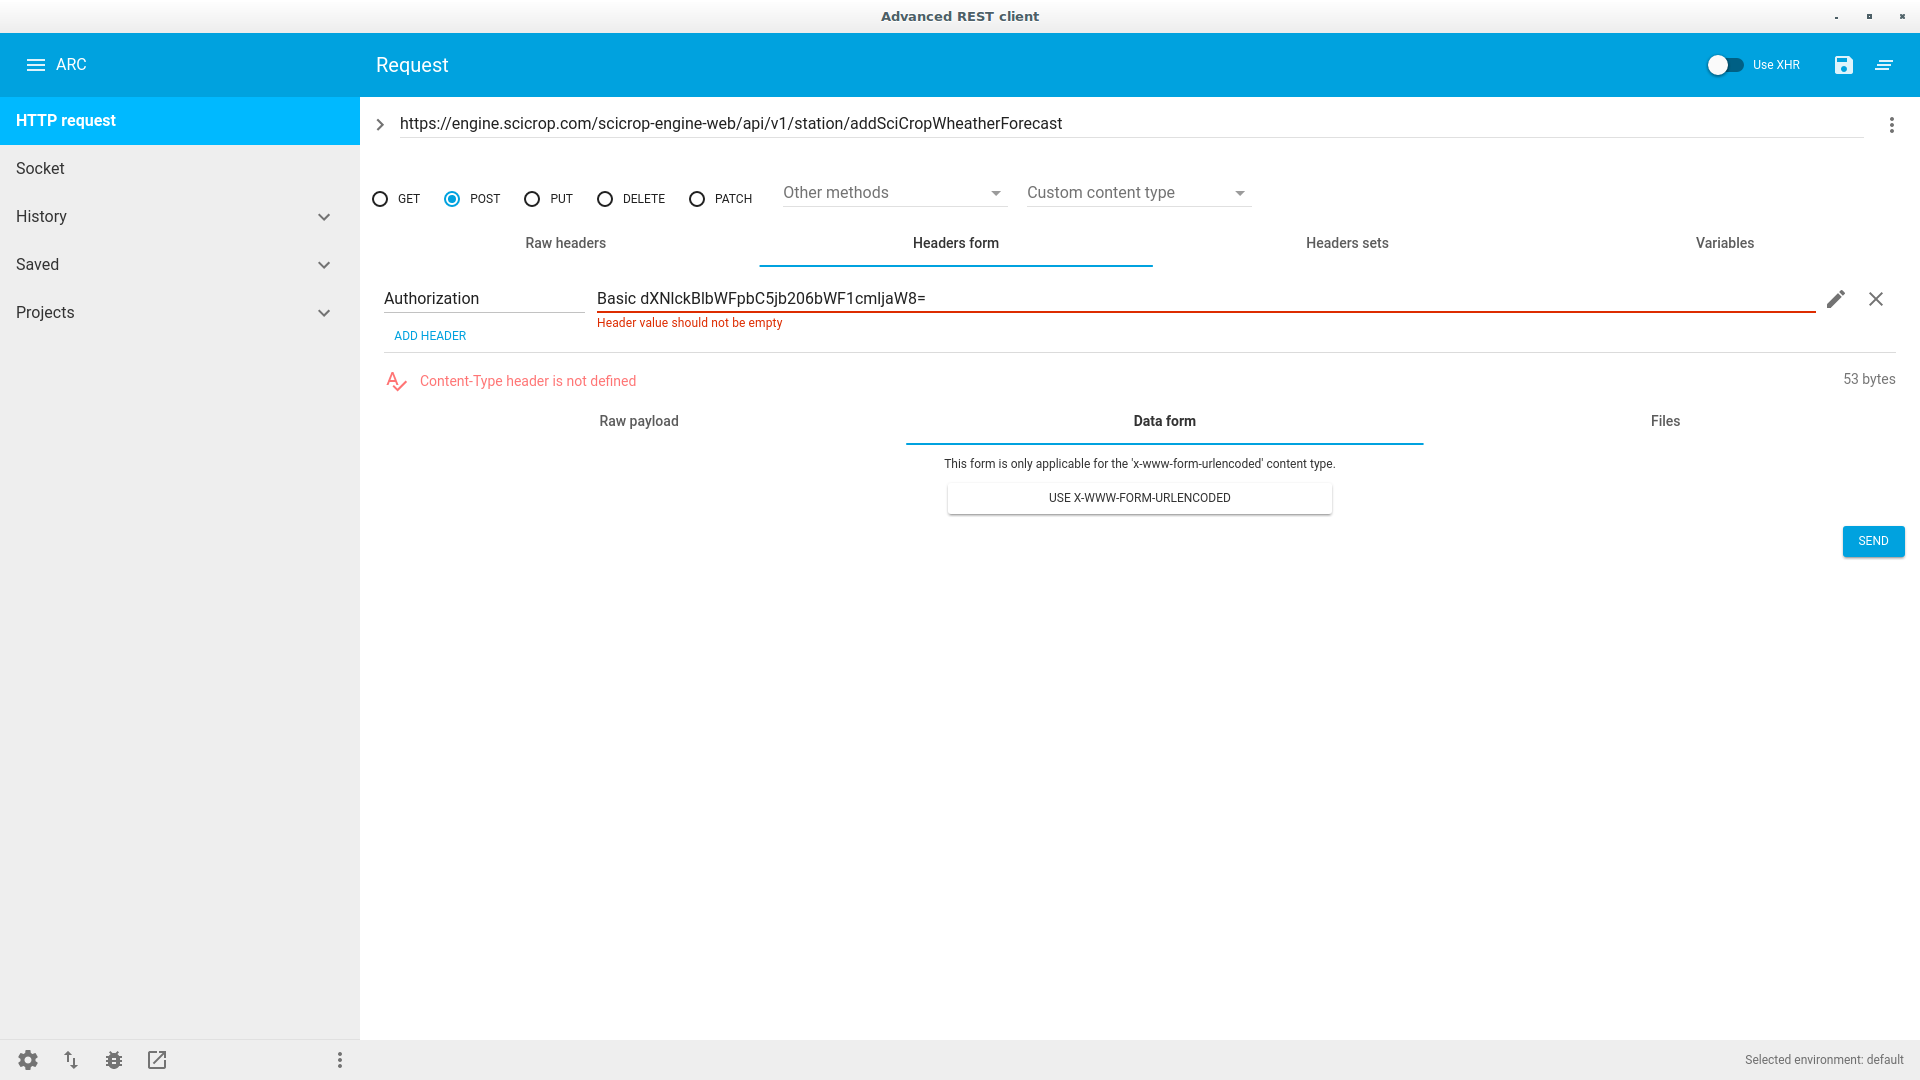 Advanced REST client
ARC
Request
Use XHR
HTTP request
Socket
History
Saved
Projects
https://engine.scicrop.com/scicrop-engine-web/api/v1/station/addSciCropWheatherForecast
GET POST PUT DELETE PATCH Other methods Custom content type
Raw headers Headers form Headers sets Variables
Authorization Basic dXNlckBlbWFpbC5jb206bWF1cmljaW8=
Header value should not be empty
ADD HEADER
Content-Type header is not defined 53 bytes
Raw payload Data form Files
This form is only applicable for the 'x-www-form-urlencoded' content type.
USE X-WWW-FORM-URLENCODED
SEND
Selected environment: default